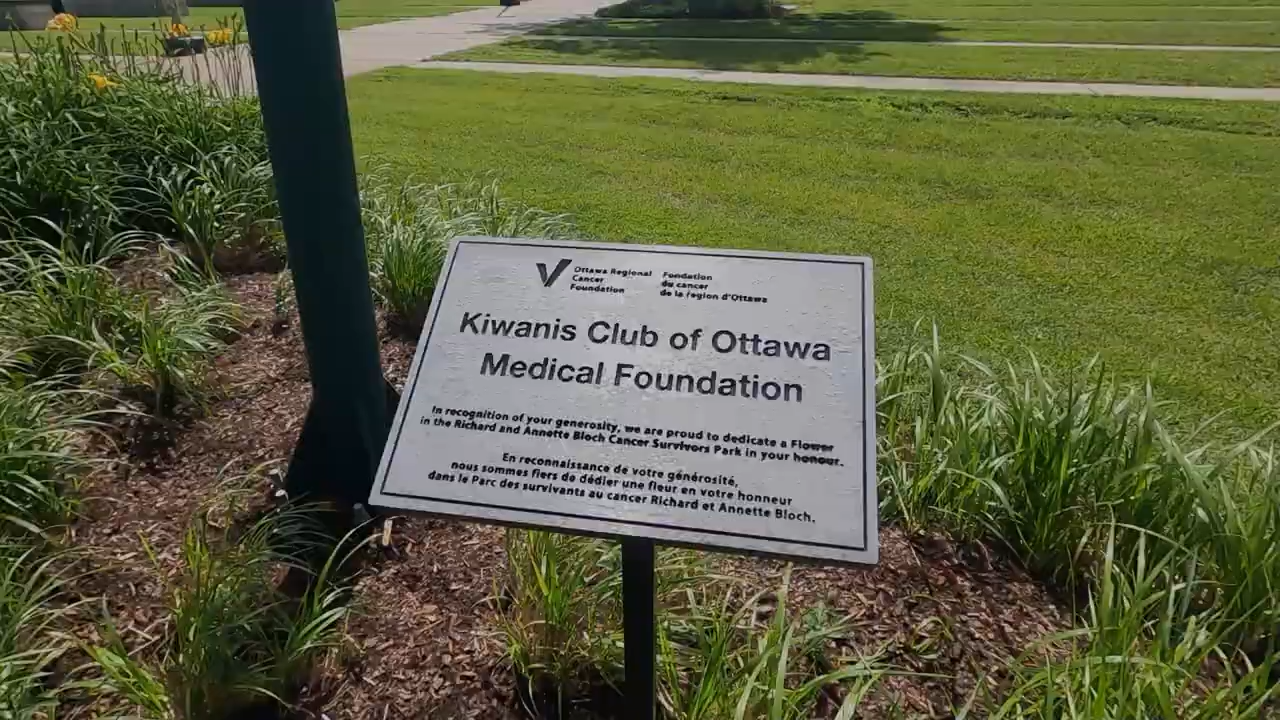 Ottawa Regional
Cancer
Foundation
Fondation
du cancer
de la région d'Ottawa
Kiwanis Club of Ottawa
Medical Foundation
In recognition of your generosity, we are proud to dedicate a Flower
in the Richard and Annette Bloch Cancer Survivors Park in your honour.
En reconnaissance de votre générosité,
nous sommes fiers de dédier une fleur en votre honneur
dans le Parc des survivants au cancer Richard et Annette Bloch.